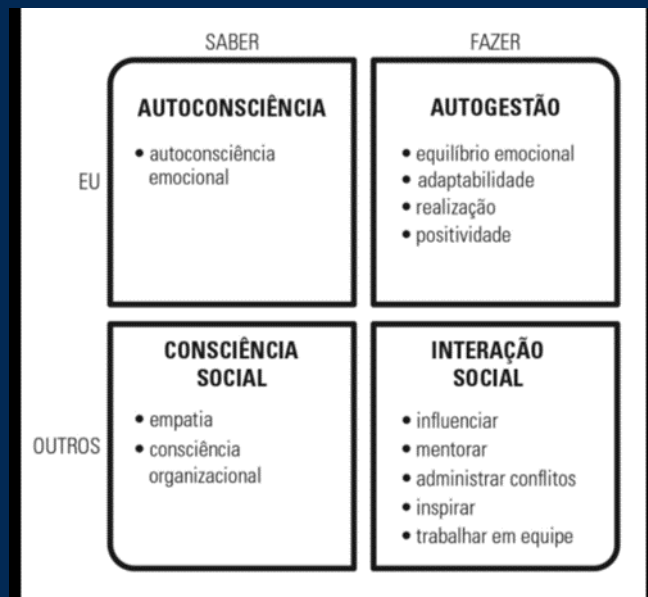 SABER
FAZER
EU
AUTOCONSCIÊNCIA
• autoconsciência
emocional
AUTOGESTÃO
• equilíbrio emocional
• adaptabilidade
• realização
• positividade
OUTROS
CONSCIÊNCIA
SOCIAL
• empatia
• consciência
organizacional
INTERAÇÃO
SOCIAL
• influenciar
• mentorar
• administrar conflitos
• inspirar
• trabalhar em equipe